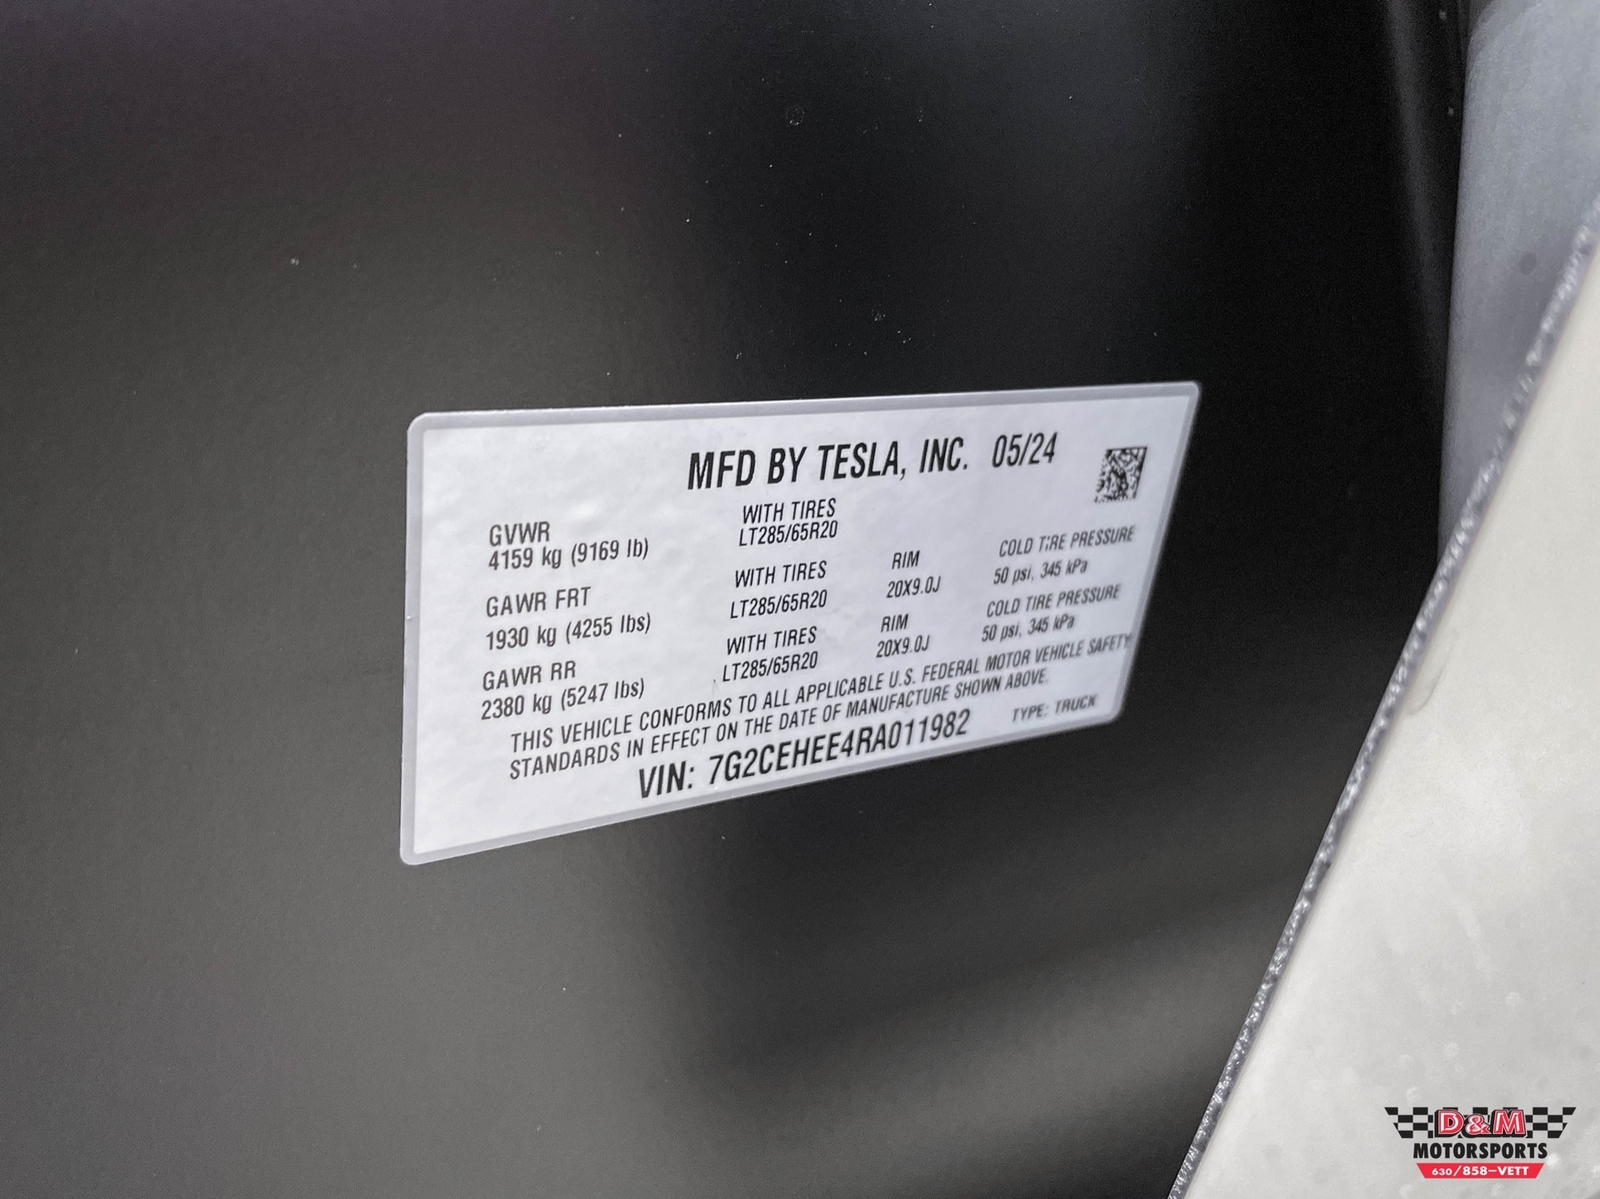 MFD BY TESLA, INC. 05/24
GVWR
4159 kg (9169 lb)
WITH TIRES
LT285/65R20
GAWR FRT
1930 kg (4255 lbs)
WITH TIRES
LT285/65R20
RIM
20X9.0J
COLD TIRE PRESSURE
50 psi, 345 kPa
GAWR RR
2380 kg (5247 lbs)
WITH TIRES
LT285/65R20
RIM
20X9.0J
COLD TIRE PRESSURE
50 psi, 345 kPa
THIS VEHICLE CONFORMS TO ALL APPLICABLE U.S. FEDERAL MOTOR VEHICLE SAFETY
STANDARDS IN EFFECT ON THE DATE OF MANUFACTURE SHOWN ABOVE.
VIN: 7G2CEHEE4RA011982
TYPE: TRUCK
D&M
MOTORSPORTS
630/858-VETT